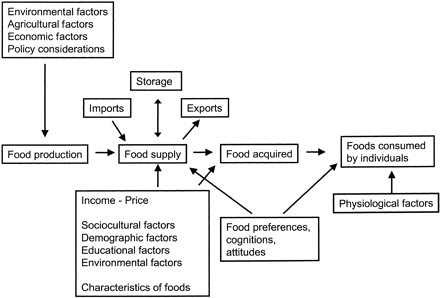 Environmental factors
Agricultural factors
Economic factors
Policy considerations
Storage
Imports
Exports
Food production
Food supply
Food acquired
Foods consumed
by individuals
Income - Price
Sociocultural factors
Demographic factors
Educational factors
Environmental factors
Characteristics of foods
Food preferences,
cognitions,
attitudes
Physiological factors